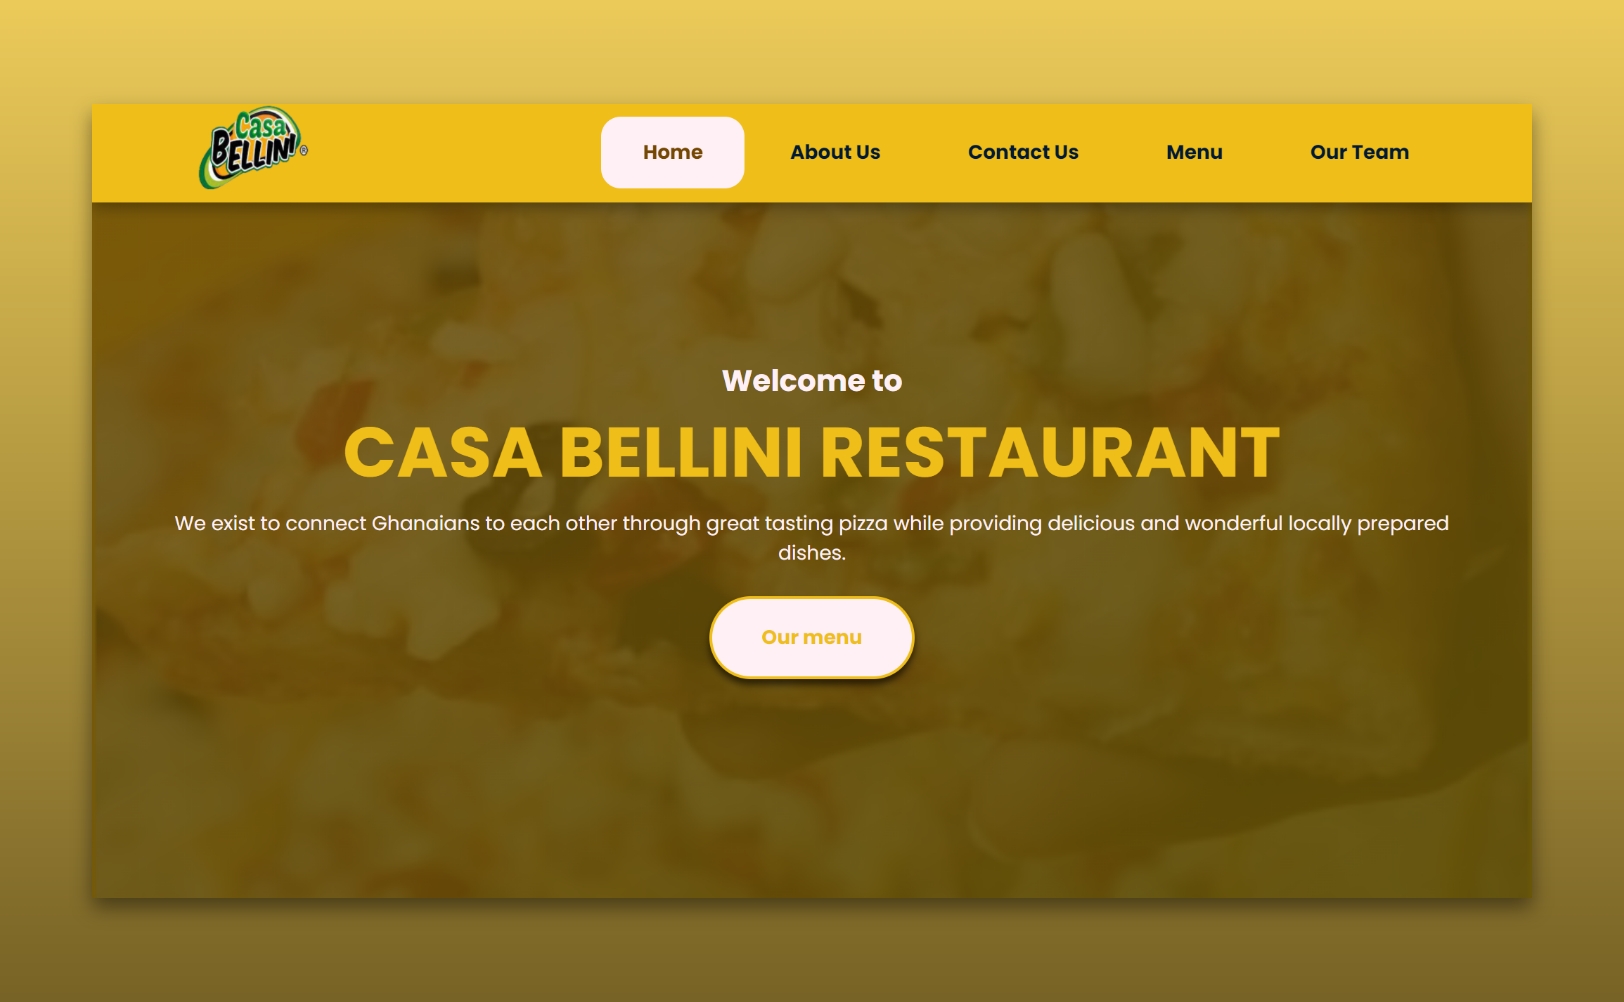 Casa
BELLINI®
Home About Us Contact Us Menu Our Team
Welcome to
CASA BELLINI RESTAURANT
We exist to connect Ghanaians to each other through great tasting pizza while providing delicious and wonderful locally prepared
dishes.
Our menu